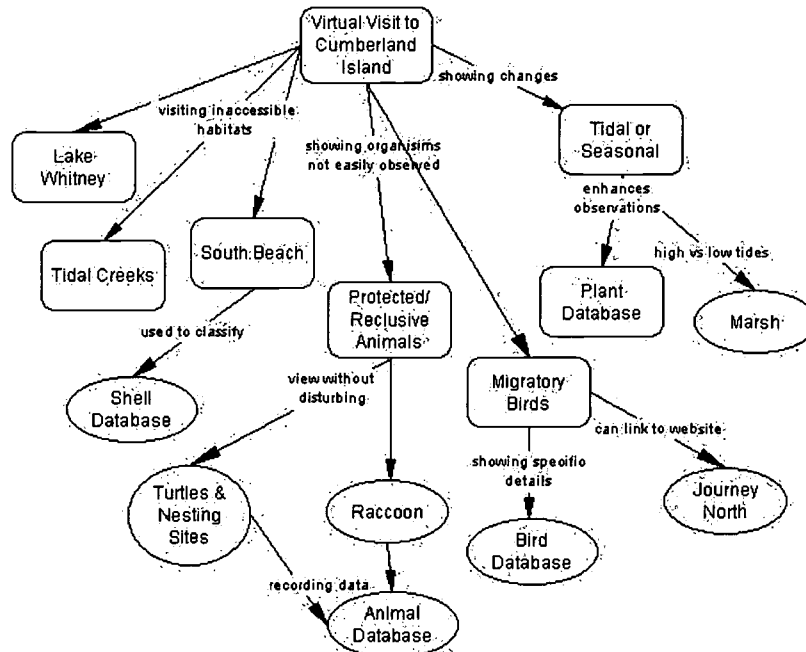 Virtual Visit to
Cumberland
Island
showing changes
visiting inaccessible
habitats
Lake
Whitney
showing organisims
not easily observed
Tidal or
Seasonal
enhances
observations
Tidal Creeks
South Beach
high vs low tides
Protected/
Reclusive
Animals
Plant
Database
Marsh
used to classify
Shell
Database
view without
disturbing
Migratory
Birds
can link to website
showing specific
details
Turtles &
Nesting
Sites
Raccoon
Journey
North
Bird
Database
recording data
Animal
Database